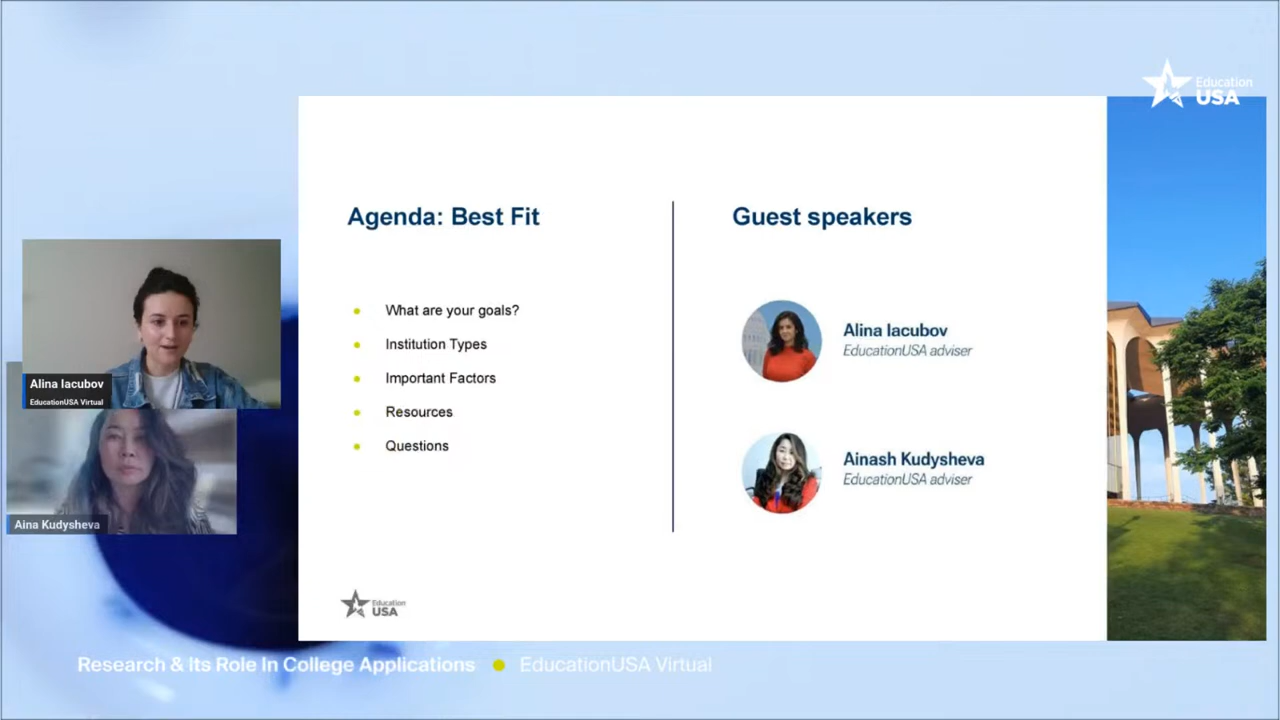 Education
USA
Agenda: Best Fit
What are your goals?
Institution Types
Important Factors
Resources
Questions
Guest speakers
Alina Iacubov
EducationUSA adviser
Ainash Kudysheva
EducationUSA adviser
Alina Iacubov
EducationUSA Virtual
Aina Kudysheva
Education
USA
Research & Its Role In College Applications • EducationUSA Virtual